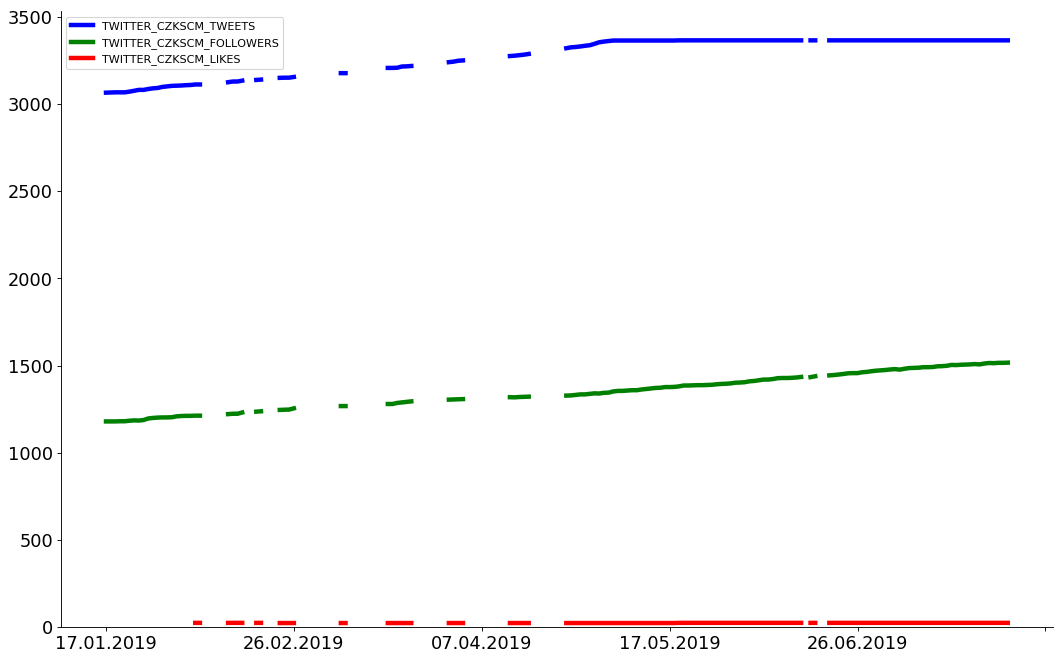 3500
3000
2500
2000
1500
1000
500
0
TWITTER_CZKSCM_TWEETS
TWITTER_CZKSCM_FOLLOWERS
TWITTER_CZKSCM_LIKES
17.01.2019 26.02.2019 07.04.2019 17.05.2019 26.06.2019